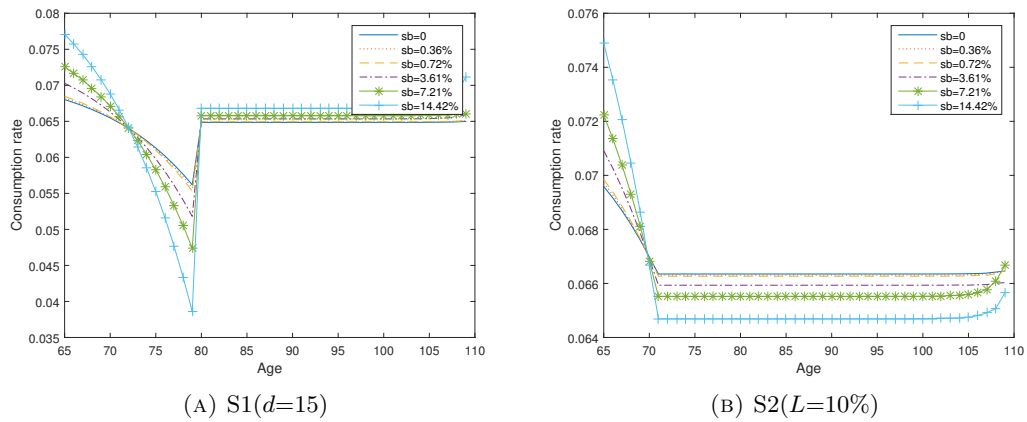 0.08
0.075
0.07
0.065
0.06
0.055
0.05
0.045
0.04
0.035
Consumption rate
65 70 75 80 85 90 95 100 105 110
Age
sb=0
sb=0.36%
sb=0.72%
sb=3.61%
sb=7.21%
sb=14.42%
(A) S1(d=15)
0.076
0.074
0.072
0.07
0.068
0.066
0.064
Consumption rate
65 70 75 80 85 90 95 100 105 110
Age
sb=0
sb=0.36%
sb=0.72%
sb=3.61%
sb=7.21%
sb=14.42%
(B) S2(L=10%)